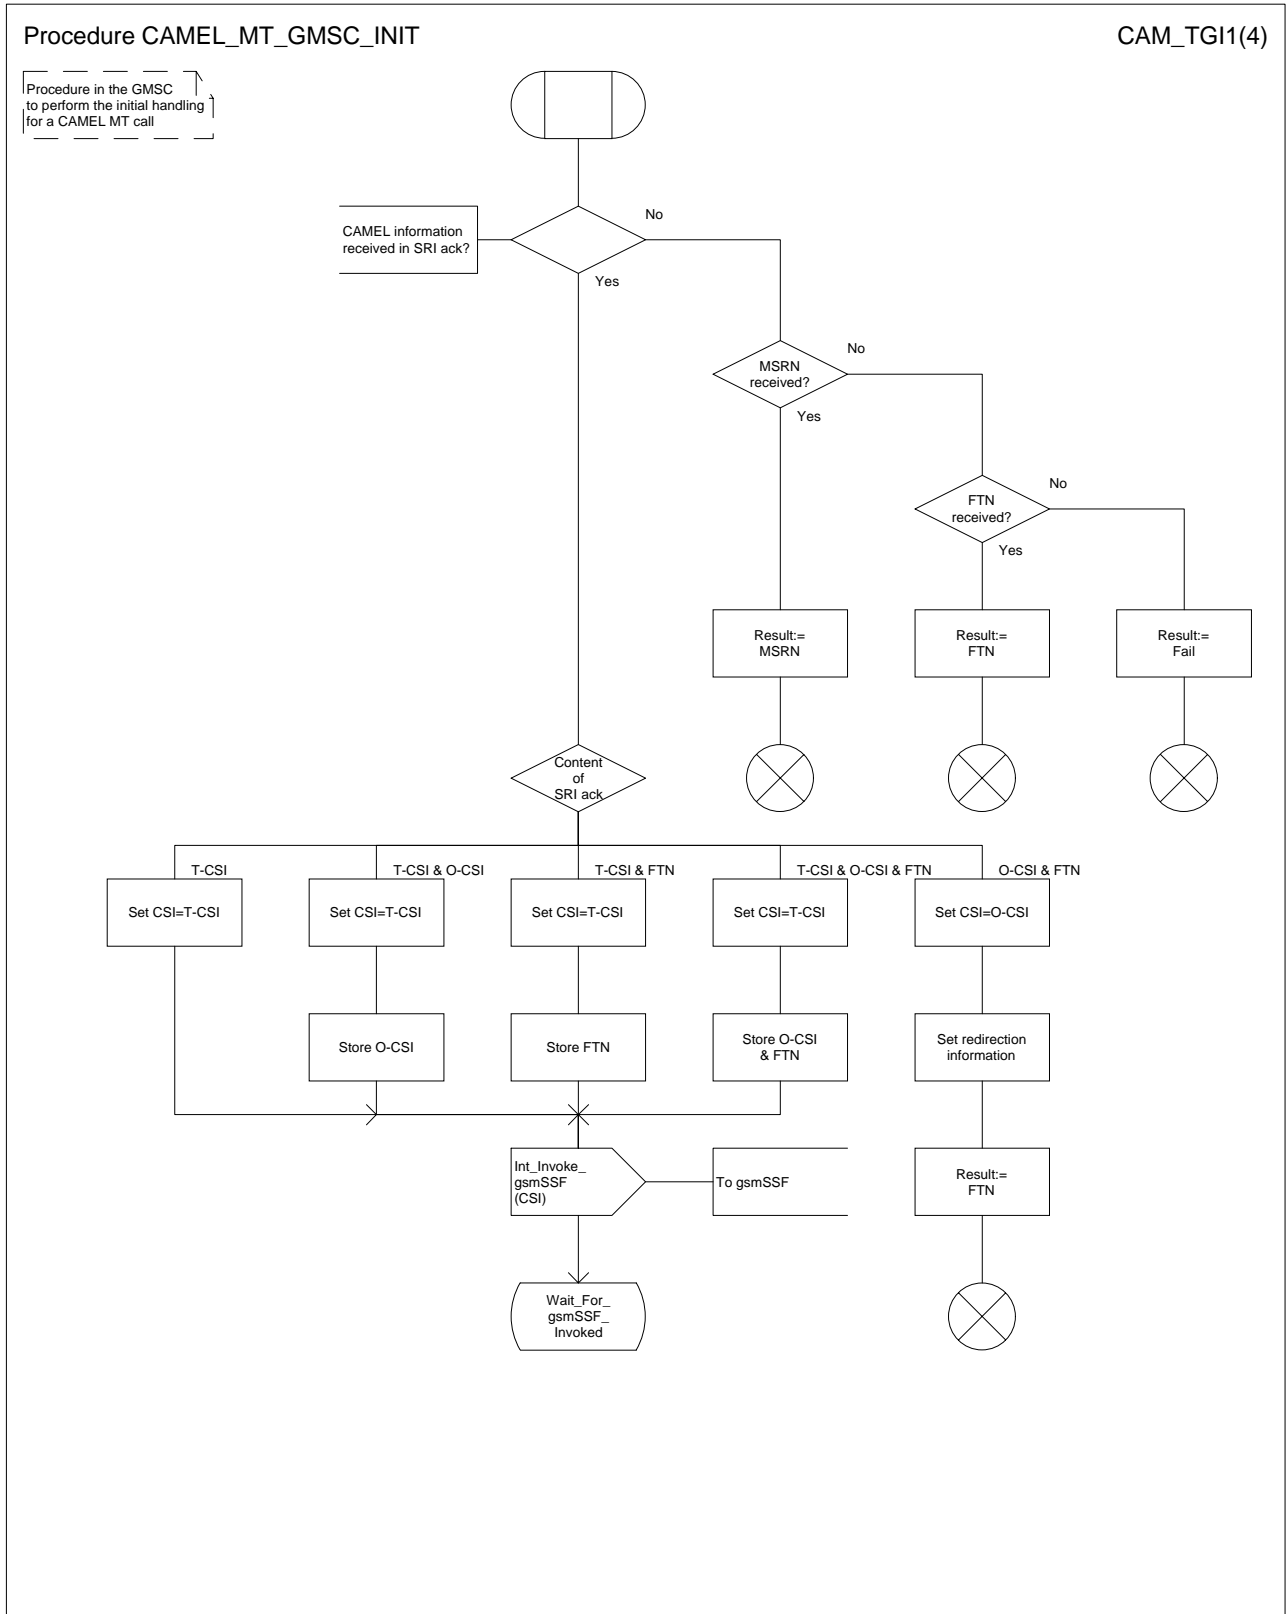 Procedure CAMEL_MT_GMSC_INIT
CAM_TGI1(4)
Procedure in the GMSC
to perform the initial handling
for a CAMEL MT call
CAMEL information
received in SRI ack?
No
Yes
MSRN
received?
No
Yes
FTN
received?
No
Yes
Result:=
MSRN
Result:=
FTN
Result:=
Fail
Content
of
SRI ack
T-CSI
T-CSI & O-CSI
T-CSI & FTN
T-CSI & O-CSI & FTN
O-CSI & FTN
Set CSI=T-CSI
Set CSI=T-CSI
Set CSI=T-CSI
Set CSI=T-CSI
Set CSI=O-CSI
Store O-CSI
Store FTN
Store O-CSI
& FTN
Set redirection
information
Int_Invoke_
gsmSSF
(CSI)
To gsmSSF
Result:=
FTN
Wait_For_
gsmSSF_
Invoked